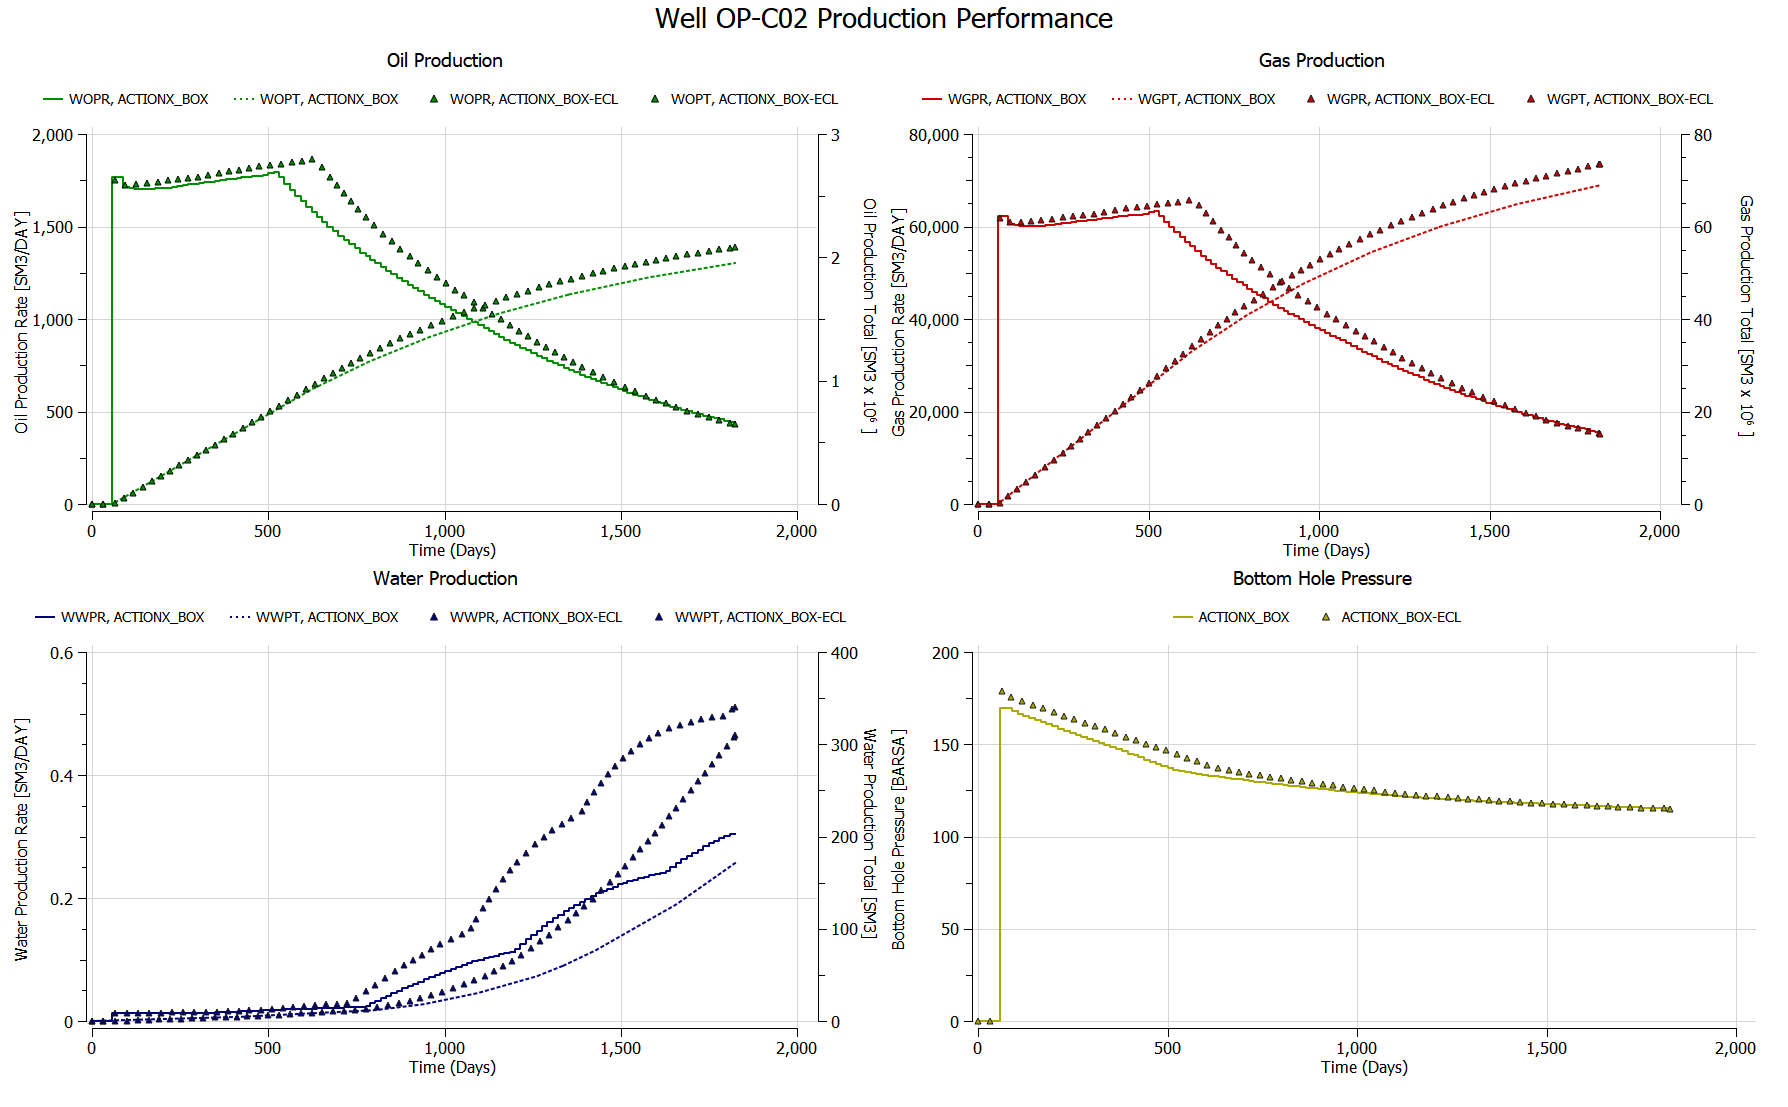 Well OP-C02 Production Performance
Oil Production
WOPR, ACTIONX_BOX WOPT, ACTIONX_BOX WOPR, ACTIONX_BOX-ECL WOPT, ACTIONX_BOX-ECL
2,000
1,500
1,000
500
0
Oil Production Rate [SM3/DAY]
3
2
1
0
Oil Production Total [SM3 x 10⁶ ]
0 500 1,000 1,500 2,000
Time (Days)
Gas Production
WGPR, ACTIONX_BOX WGPT, ACTIONX_BOX WGPR, ACTIONX_BOX-ECL WGPT, ACTIONX_BOX-ECL
80,000
60,000
40,000
20,000
0
Gas Production Rate [SM3/DAY]
80
60
40
20
0
Gas Production Total [SM3 x 10⁶ ]
0 500 1,000 1,500 2,000
Time (Days)
Water Production
WWPR, ACTIONX_BOX WWPT, ACTIONX_BOX WWPR, ACTIONX_BOX-ECL WWPT, ACTIONX_BOX-ECL
0.6
0.4
0.2
0
Water Production Rate [SM3/DAY]
400
300
200
100
0
Water Production Total [SM3]
0 500 1,000 1,500 2,000
Time (Days)
Bottom Hole Pressure
ACTIONX_BOX ACTIONX_BOX-ECL
200
150
100
50
0
Bottom Hole Pressure [BARSA]
0 500 1,000 1,500 2,000
Time (Days)